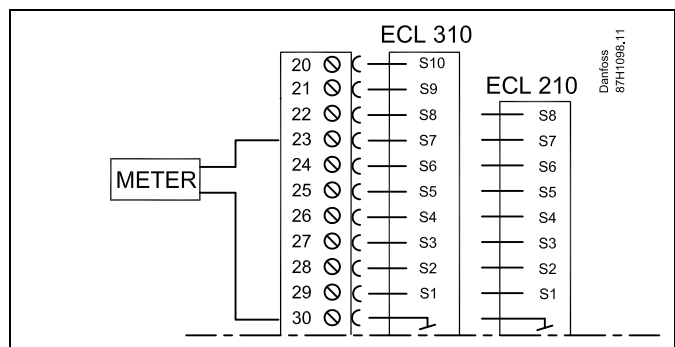 ECL 310
ECL 210
Danfoss
87H1098.11
METER
20 S10
21 S9
22 S8 S8
23 S7 S7
24 S6 S6
25 S5 S5
26 S4 S4
27 S3 S3
28 S2 S2
29 S1 S1
30